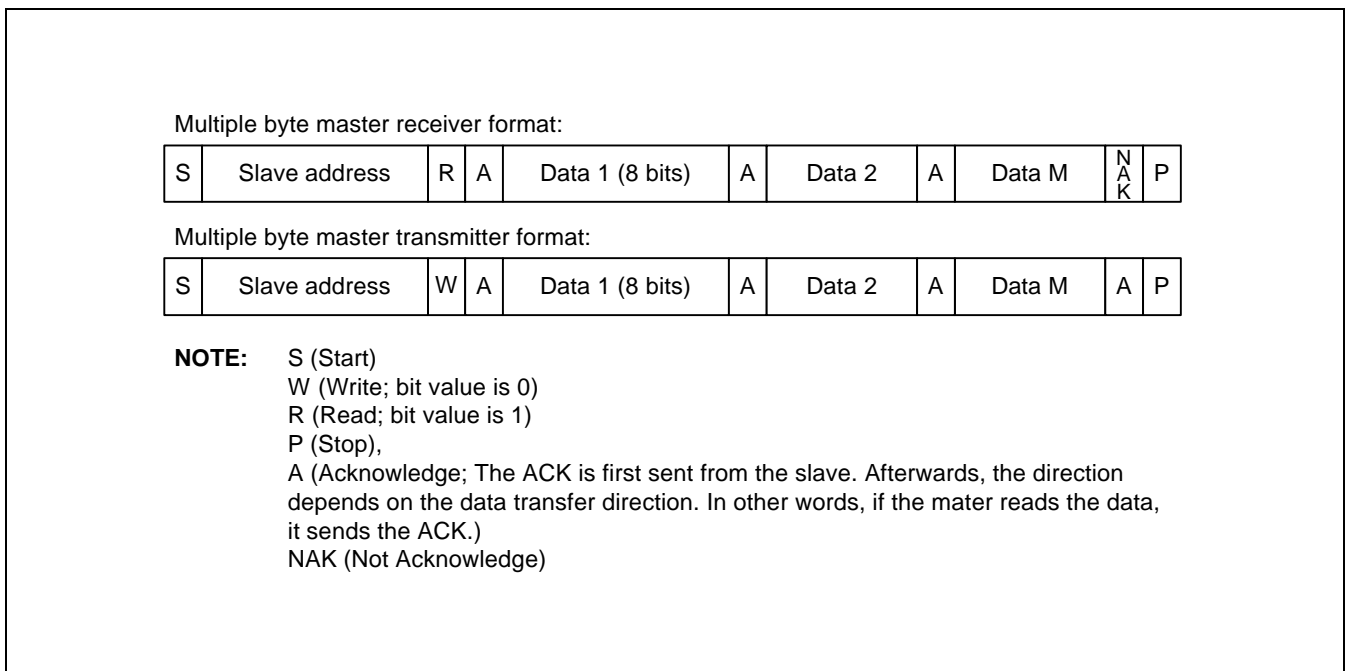 Multiple byte master receiver format:
S Slave address R A Data 1 (8 bits) A Data 2 A Data M NAK P
Multiple byte master transmitter format:
S Slave address W A Data 1 (8 bits) A Data 2 A Data M A P
NOTE: S (Start)
W (Write; bit value is 0)
R (Read; bit value is 1)
P (Stop),
A (Acknowledge; The ACK is first sent from the slave. Afterwards, the direction
depends on the data transfer direction. In other words, if the mater reads the data,
it sends the ACK.)
NAK (Not Acknowledge)